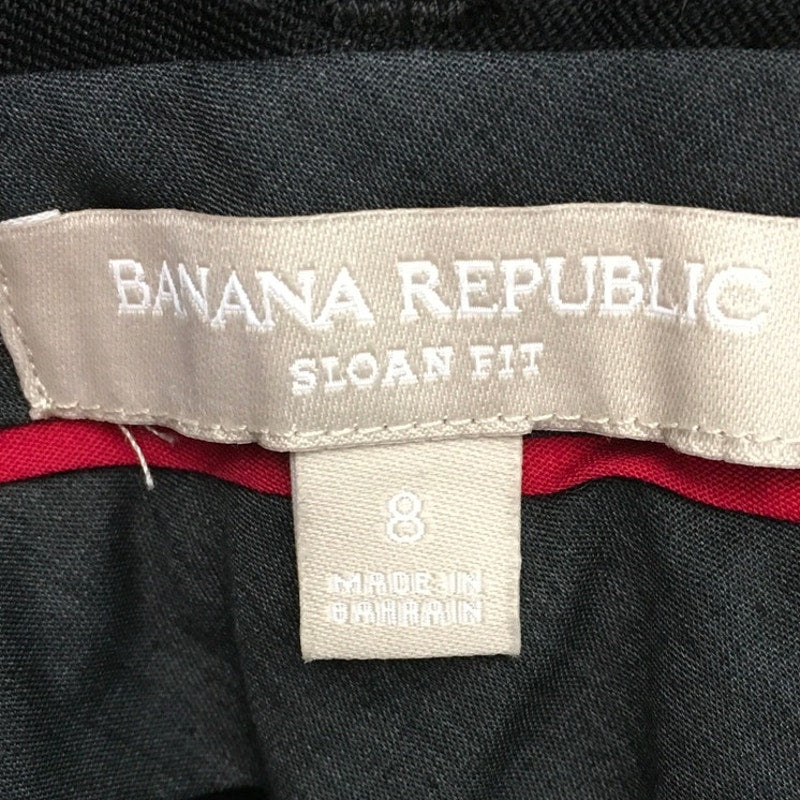 BANANA REPUBLIC
SLOAN FIT
8
MADE IN
BAHRAIN